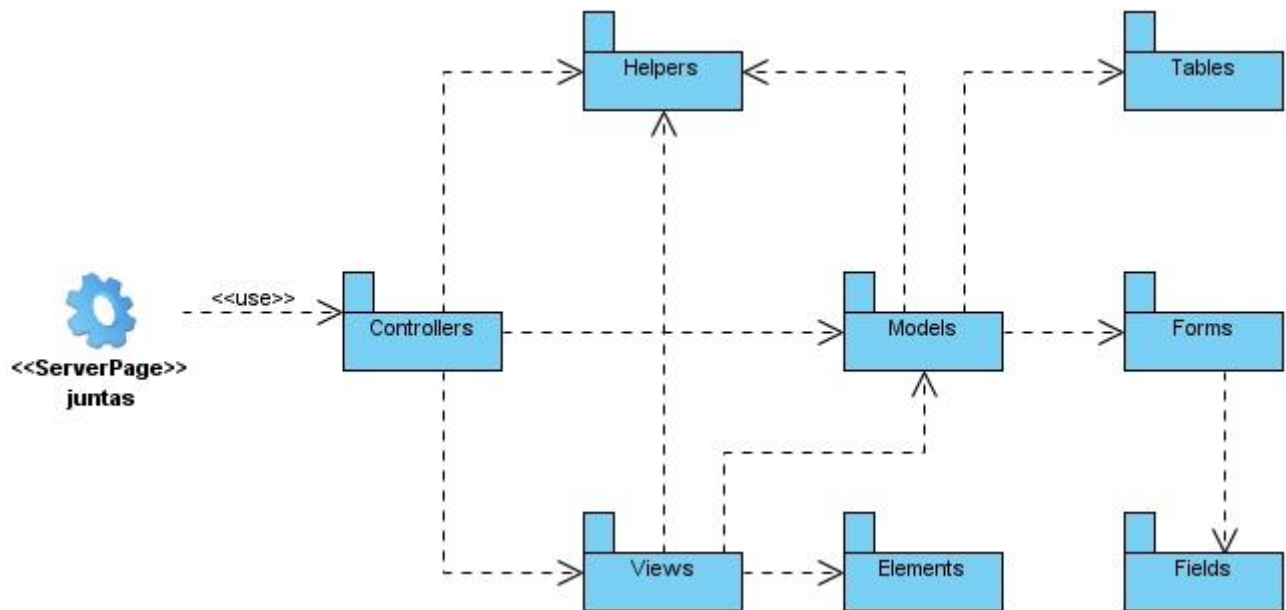 Helpers
Tables
<<use>>
Controllers
Models
Forms
<<ServerPage>>
juntas
Views
Elements
Fields